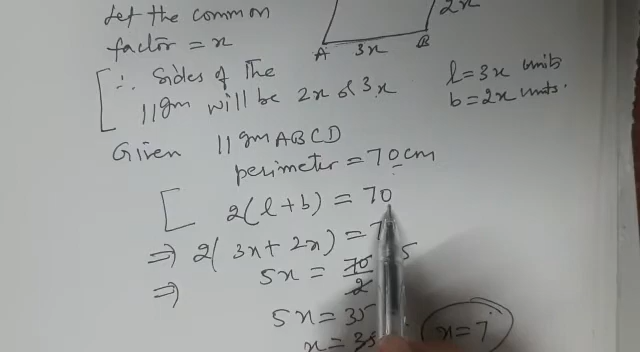 Let the common
factor = x
A 3x B 2x
∴ Sides of the
||gm will be 2x & 3x
l = 3x units
b = 2x units.
Given ||gm ABCD
perimeter = 70cm
2(l+b) = 70
⇒ 2(3x+2x) = 7
⇒ 5x = 70/2
5x = 35
x = 35
x = 7